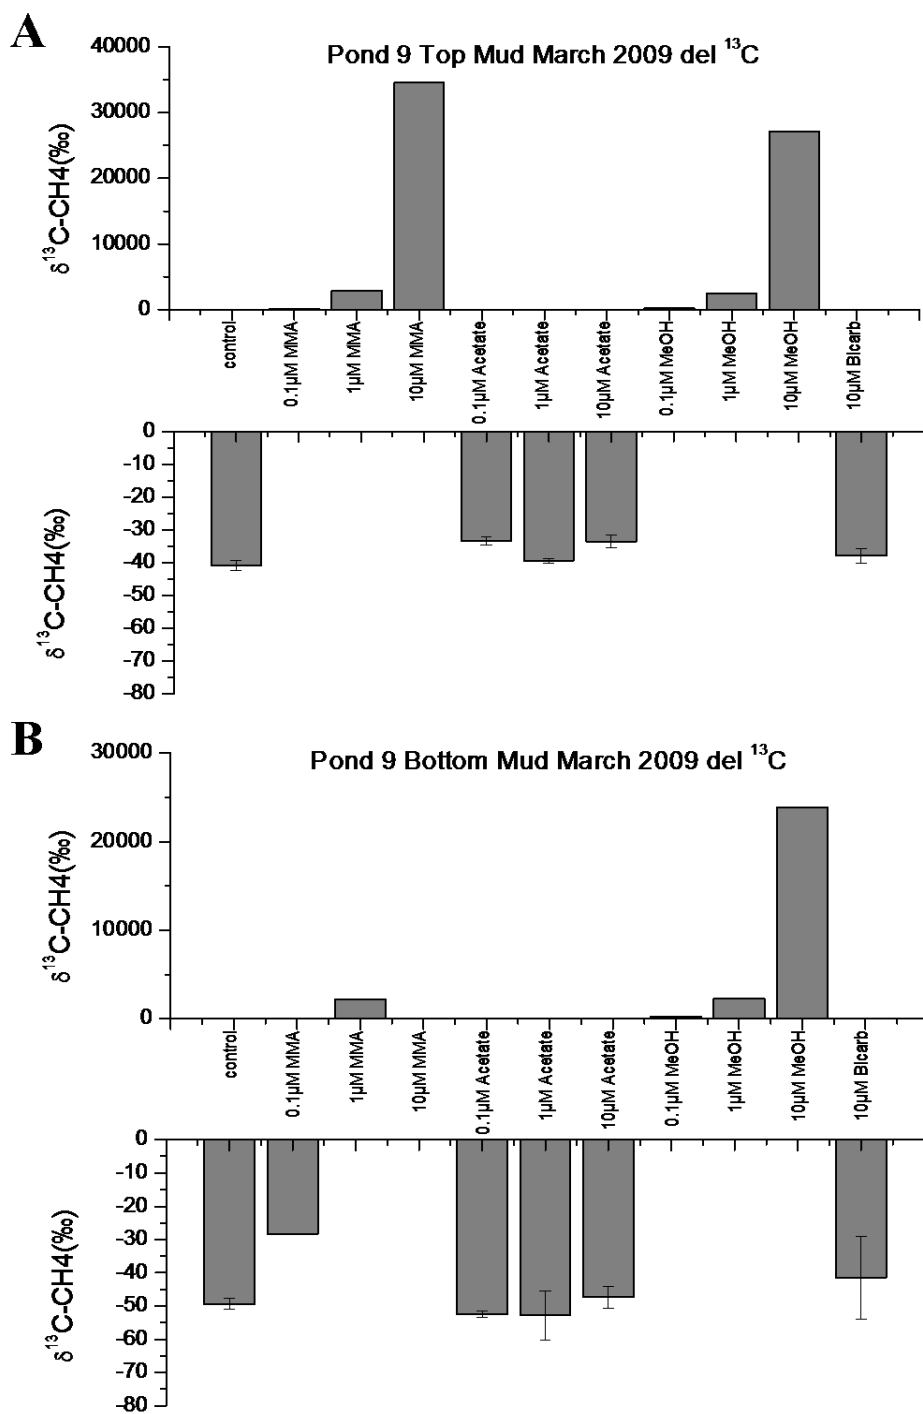 A
Pond 9 Top Mud March 2009 del ¹³C
δ¹³C-CH4(‰)
40000
30000
20000
10000
0
control
0.1µM MMA
1µM MMA
10µM MMA
0.1µM Acetate
1µM Acetate
10µM Acetate
0.1µM MeOH
1µM MeOH
10µM MeOH
10µM BIcarb
δ¹³C-CH4(‰)
0
-10
-20
-30
-40
-50
-60
-70
-80
B
Pond 9 Bottom Mud March 2009 del ¹³C
δ¹³C-CH4(‰)
30000
20000
10000
0
control
0.1µM MMA
1µM MMA
10µM MMA
0.1µM Acetate
1µM Acetate
10µM Acetate
0.1µM MeOH
1µM MeOH
10µM MeOH
10µM BIcarb
δ¹³C-CH4(‰)
0
-10
-20
-30
-40
-50
-60
-70
-80